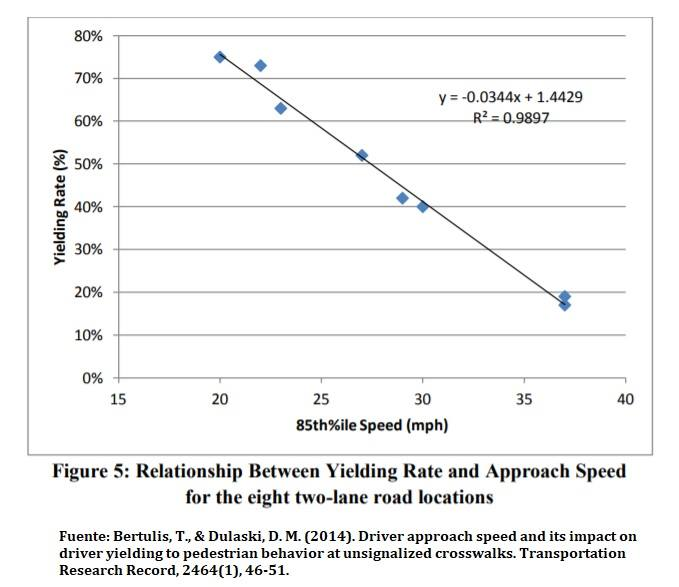 80%
70%
60%
50%
40%
30%
20%
10%
0%
Yielding Rate (%)
y = -0.0344x + 1.4429
R² = 0.9897
15 20 25 30 35 40
85th%ile Speed (mph)
Figure 5: Relationship Between Yielding Rate and Approach Speed
for the eight two-lane road locations
Fuente: Bertulis, T., & Dulaski, D. M. (2014). Driver approach speed and its impact on
driver yielding to pedestrian behavior at unsignalized crosswalks. Transportation
Research Record, 2464(1), 46-51.